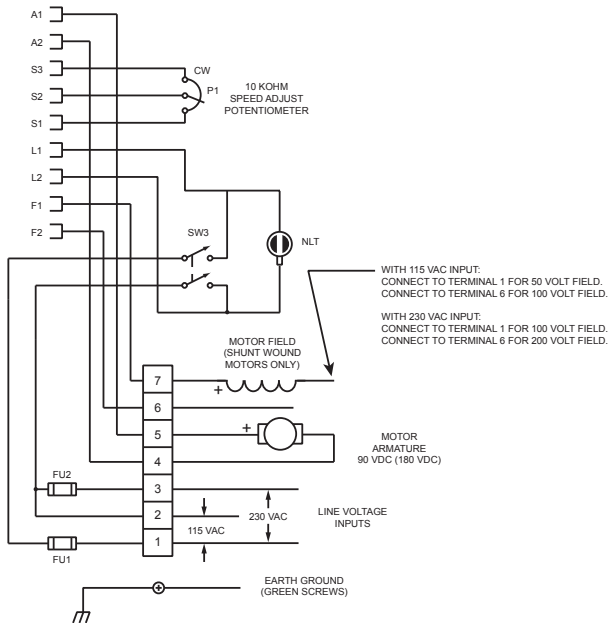 A1
A2
S3
S2
S1
L1
L2
F1
F2
CW
P1
10 KOHM
SPEED ADJUST
POTENTIOMETER
SW3
NLT
WITH 115 VAC INPUT:
CONNECT TO TERMINAL 1 FOR 50 VOLT FIELD.
CONNECT TO TERMINAL 6 FOR 100 VOLT FIELD.
WITH 230 VAC INPUT:
CONNECT TO TERMINAL 1 FOR 100 VOLT FIELD.
CONNECT TO TERMINAL 6 FOR 200 VOLT FIELD.
MOTOR FIELD
(SHUNT WOUND
MOTORS ONLY)
7
+
6
5
+
4
MOTOR
ARMATURE
90 VDC (180 VDC)
FU2
3
2
1
115 VAC
230 VAC
LINE VOLTAGE
INPUTS
FU1
EARTH GROUND
(GREEN SCREWS)